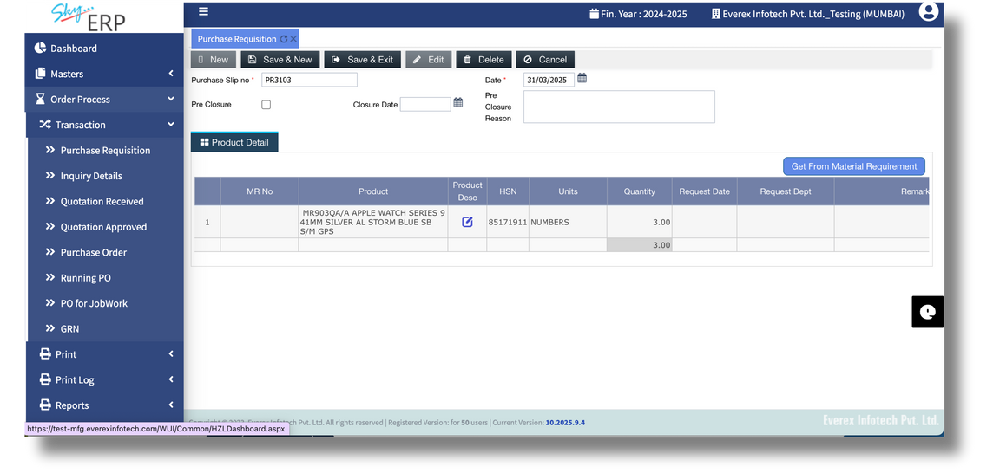 Sky...
ERP
Fin. Year : 2024-2025
Everex Infotech Pvt. Ltd._Testing (MUMBAI)
Dashboard
Masters
Order Process
Transaction
Purchase Requisition
Inquiry Details
Quotation Received
Quotation Approved
Purchase Order
Running PO
PO for JobWork
GRN
Print
Print Log
Reports
Purchase Requisition
New
Save & New
Save & Exit
Edit
Delete
Cancel
Purchase Slip no * PR3103
Date * 31/03/2025
Pre Closure
Closure Date
Pre
Closure
Reason
Product Detail
Get From Material Requirement
MR No Product Product Desc HSN Units Quantity Request Date Request Dept Remark
1 MR903QA/A APPLE WATCH SERIES 9 85171911 NUMBERS 3.00
41MM SILVER AL STORM BLUE SB
S/M GPS
3.00
https://test-mfg.everexinfotech.com/WUI/Common/HZLDashboard.aspx
Pvt. Ltd. All rights reserved | Registered Version: for 50 users | Current Version: 10.2025.9.4
Everex Infotech Pvt. Ltd.